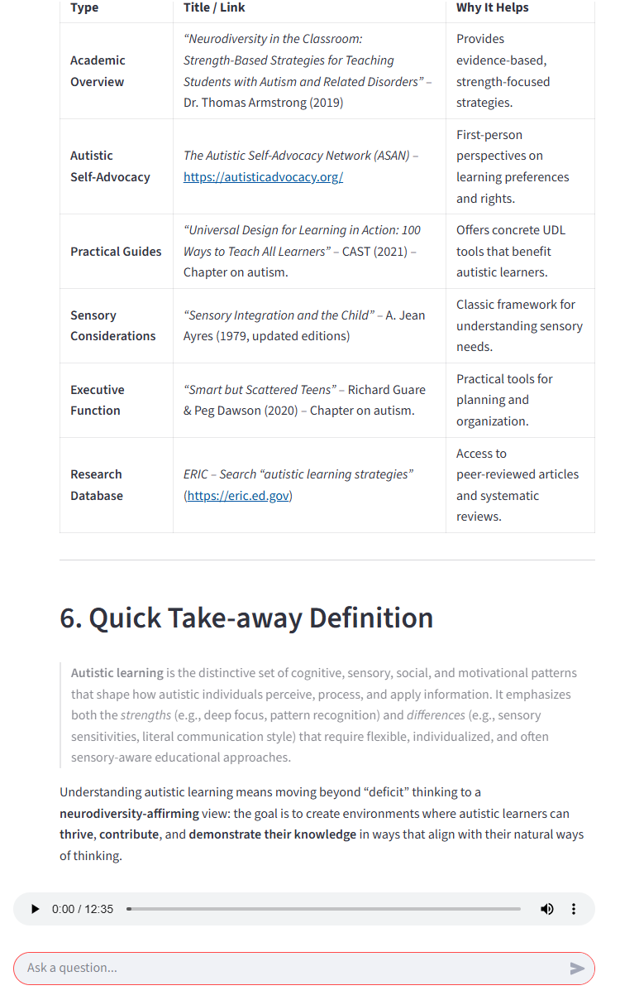 Type Title / Link Why It Helps
Academic Overview
“Neurodiversity in the Classroom:
Strength-Based Strategies for Teaching
Students with Autism and Related Disorders” –
Dr. Thomas Armstrong (2019)
Provides
evidence-based,
strength-focused
strategies.
Autistic
Self-Advocacy
The Autistic Self-Advocacy Network (ASAN) –
https://autisticadvocacy.org/
First-person
perspectives on
learning preferences
and rights.
Practical Guides
“Universal Design for Learning in Action: 100
Ways to Teach All Learners” – CAST (2021) –
Chapter on autism.
Offers concrete UDL
tools that benefit
autistic learners.
Sensory
Considerations
“Sensory Integration and the Child” – A. Jean
Ayres (1979, updated editions)
Classic framework for
understanding sensory
needs.
Executive
Function
“Smart but Scattered Teens” – Richard Guare
& Peg Dawson (2020) – Chapter on autism.
Practical tools for
planning and
organization.
Research
Database
ERIC – Search “autistic learning strategies”
(https://eric.ed.gov)
Access to
peer-reviewed articles
and systematic
reviews.
6. Quick Take-away Definition
Autistic learning is the distinctive set of cognitive, sensory, social, and motivational patterns
that shape how autistic individuals perceive, process, and apply information. It emphasizes
both the strengths (e.g., deep focus, pattern recognition) and differences (e.g., sensory
sensitivities, literal communication style) that require flexible, individualized, and often
sensory-aware educational approaches.
Understanding autistic learning means moving beyond “deficit” thinking to a
neurodiversity-affirming view: the goal is to create environments where autistic learners can
thrive, contribute, and demonstrate their knowledge in ways that align with their natural ways
of thinking.
0:00 / 12:35
Ask a question...